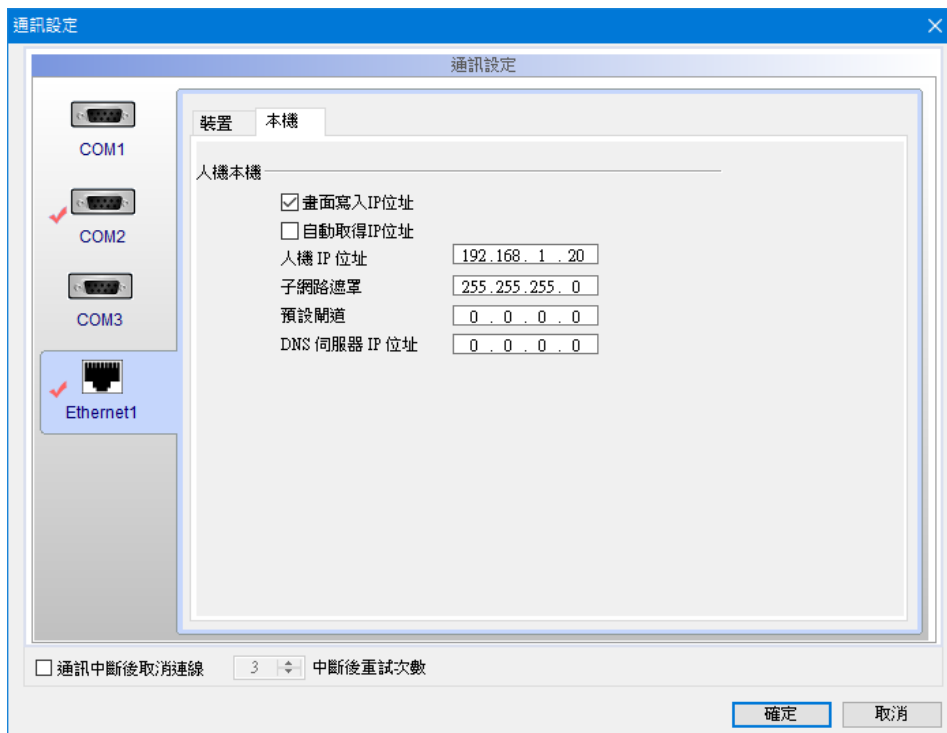 通訊設定
通訊設定
COM1
COM2
COM3
Ethernet1
裝置 本機
人機本機
畫面寫入IP位址
自動取得IP位址
人機 IP 位址 192.168. 1 . 20
子網路遮罩 255.255.255. 0
預設閘道 0 . 0 . 0 . 0
DNS 伺服器 IP 位址 0 . 0 . 0 . 0
通訊中斷後取消連線 3 中斷後重試次數
確定 取消